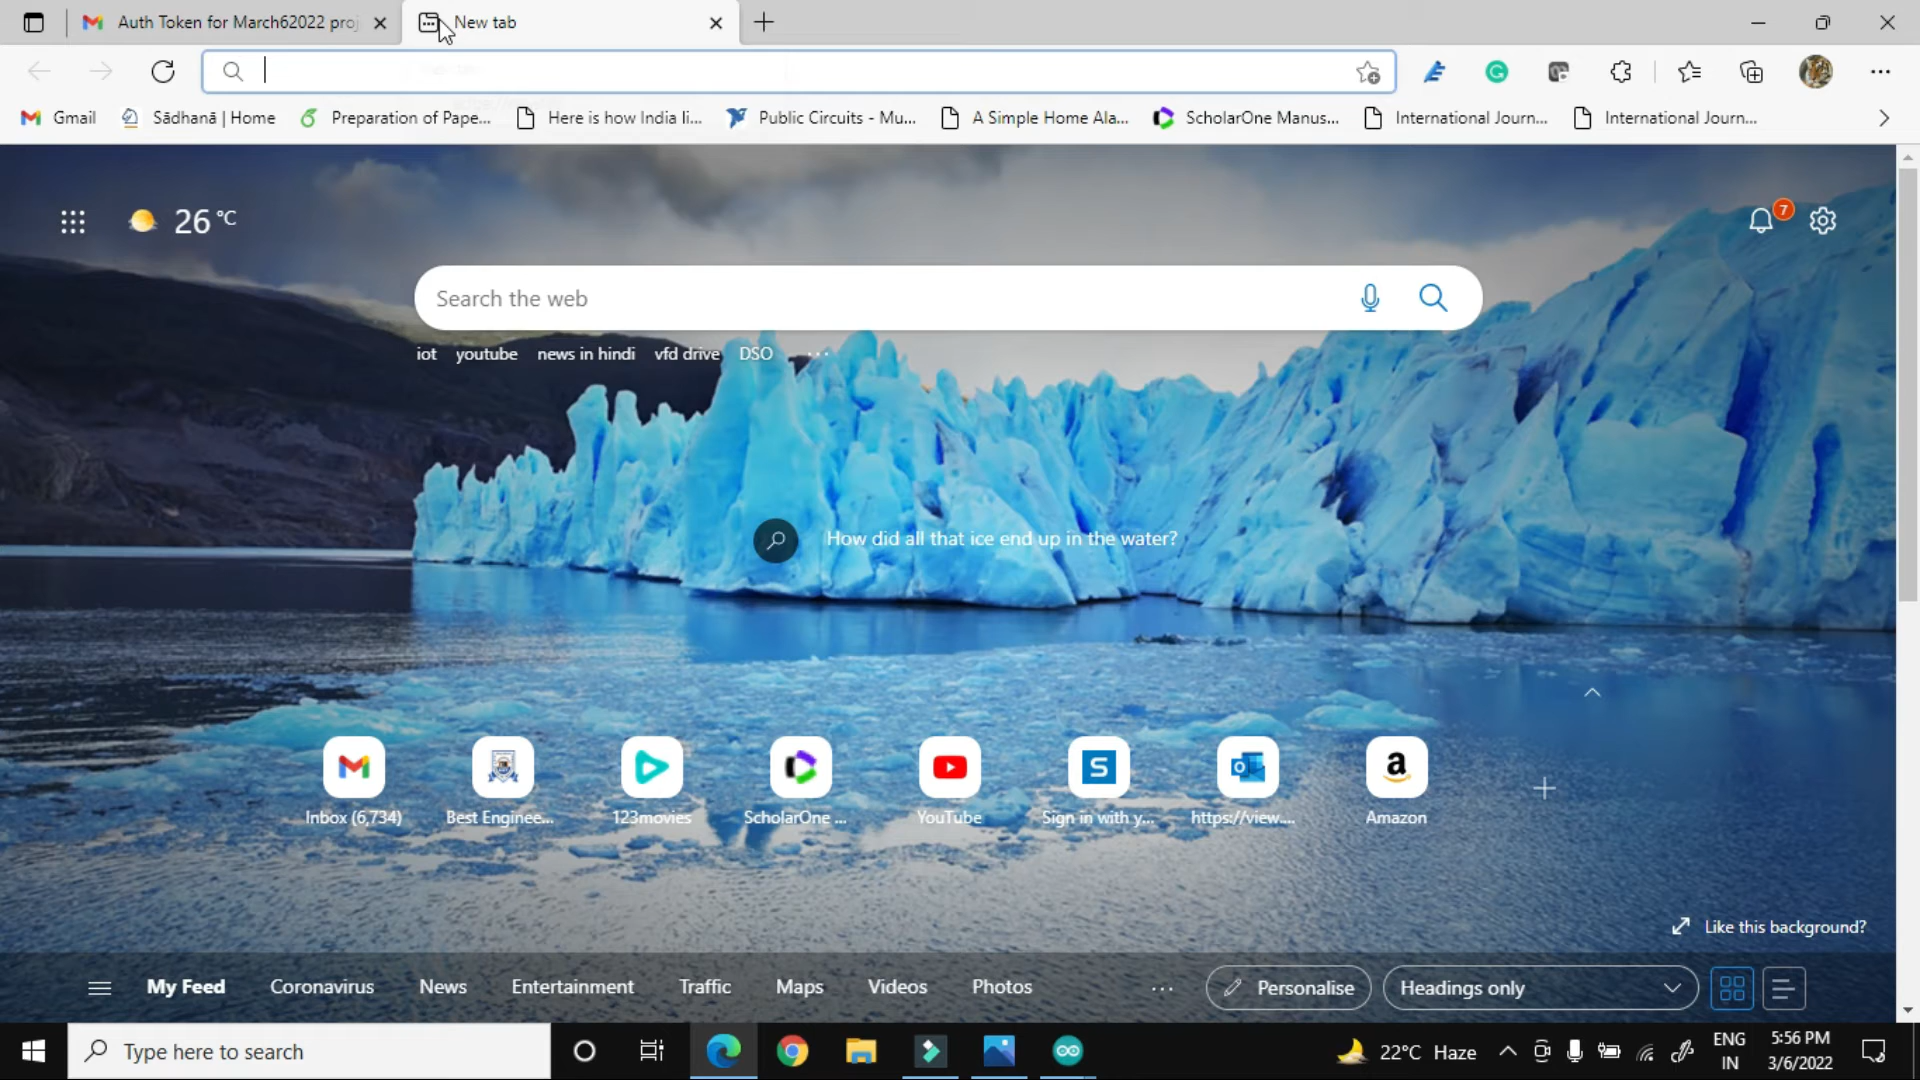 Auth Token for March62022 proj
New tab
Gmail
Sādhanā | Home
Preparation of Pape...
Here is how India li...
Public Circuits - Mu...
A Simple Home Ala...
ScholarOne Manus...
International Journ...
International Journ...
26 °C
7
Search the web
iot youtube news in hindi vfd drive DSO ...
How did all that ice end up in the water?
Inbox (6,734)
Best Enginee...
123movies
ScholarOne ...
YouTube
Sign in with y...
https://view....
Amazon
Like this background?
My Feed Coronavirus News Entertainment Traffic Maps Videos Photos ...
Personalise
Headings only
Type here to search
22°C Haze
ENG
IN
5:56 PM
3/6/2022